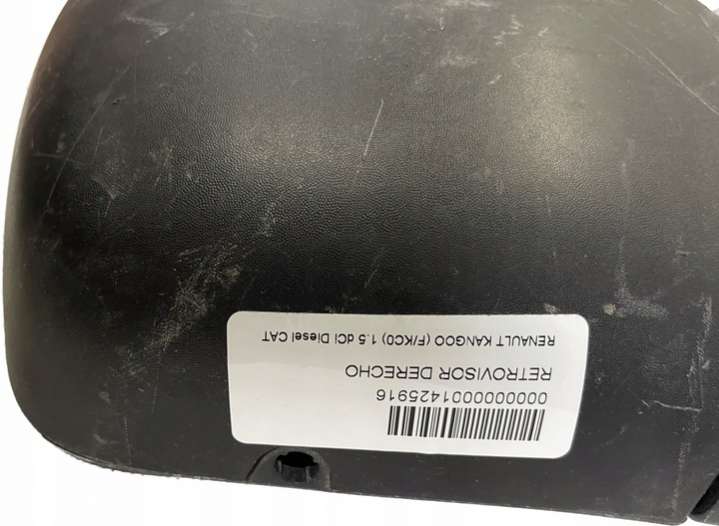 0000000001425916
RETROVISOR DERECHO
RENAULT KANGOO (F/KC0) 1.5 dCi Diesel CAT